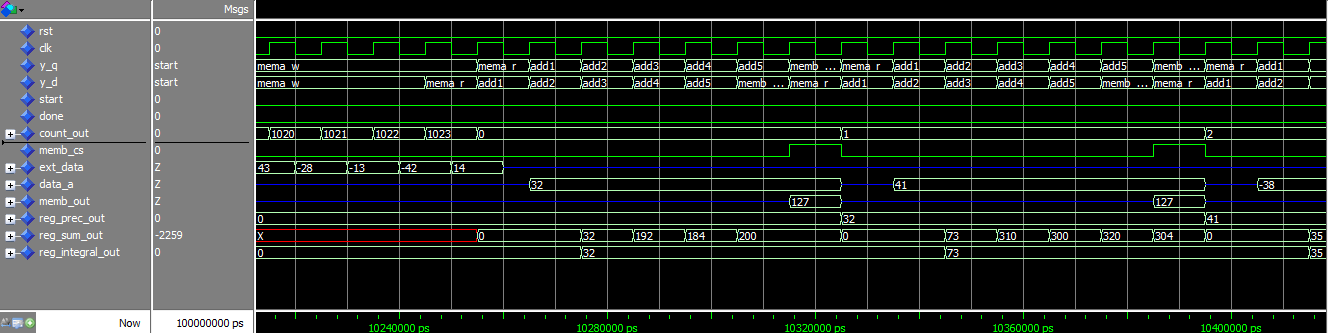 Msgs
rst 0
clk 0
y_q start mema_w mema_r add1 add2 add3 add4 add5 memb ... mema_r add1 add2 add3 add4 add5 memb ... mema_r add1
y_d start mema_w mema_r add1 add2 add3 add4 add5 memb ... mema_r add1 add2 add3 add4 add5 memb ... mema_r add1 add2
start 0
done 0
count_out 0 1020 1021 1022 1023 0 1 2
memb_cs 0
ext_data Z 43 -28 -13 -42 14
data_a Z 32 41 -38
memb_out Z 127 127
reg_prec_out 0 0 32 41
reg_sum_out -2259 X 0 32 192 184 200 0 73 310 300 320 304 0 35
reg_integral_out 0 0 32 73 35
Now 100000000 ps 10240000 ps 10280000 ps 10320000 ps 10360000 ps 10400000 ps